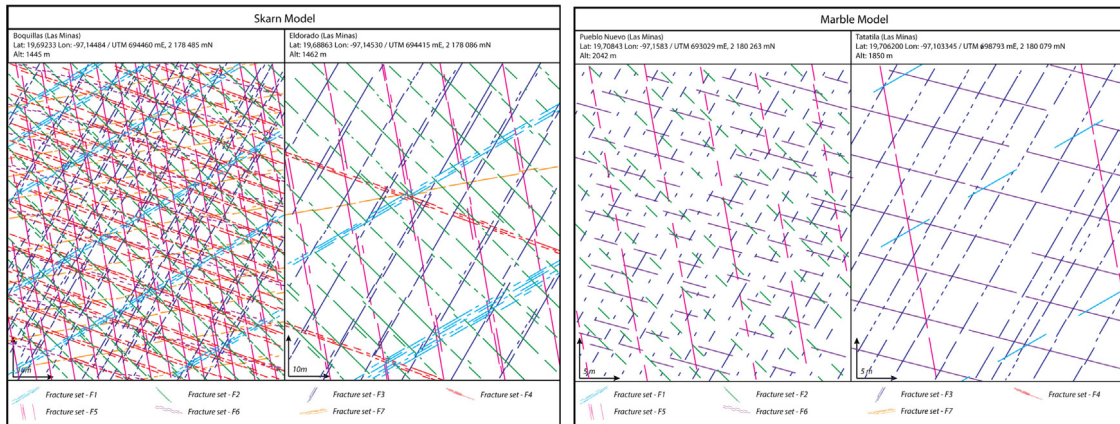 Skarn Model
Boquillas (Las Minas)
Lat: 19,69233 Lon: -97,14484 / UTM 694460 mE, 2 178 485 mN
Alt: 1445 m
Eldorado (Las Minas)
Lat: 19,68863 Lon: -97,14530 / UTM 694415 mE, 2 178 086 mN
Alt: 1462 m
10m
Fracture set - F1
Fracture set - F2
Fracture set - F3
Fracture set - F4
Fracture set - F5
Fracture set - F6
Fracture set - F7
Marble Model
Pueblo Nuevo (Las Minas)
Lat: 19,70843 Lon: -97,1583 / UTM 693029 mE, 2 180 263 mN
Alt: 2042 m
Tatatila (Las Minas)
Lat: 19,706200 Lon: -97,103345 / UTM 698793 mE, 2 180 079 mN
Alt: 1850 m
5 m
5 m
Fracture set - F1
Fracture set - F2
Fracture set - F3
Fracture set - F4
Fracture set - F5
Fracture set - F6
Fracture set - F7